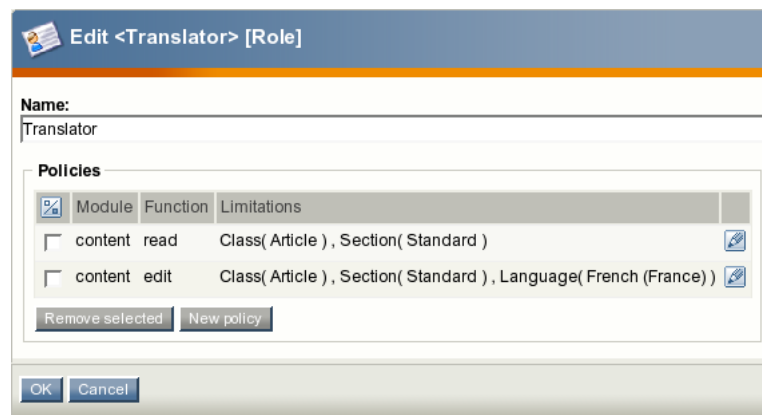 Edit <Translator> [Role]
Name:
Translator
Policies
Module Function Limitations
content read Class( Article ) , Section( Standard )
content edit Class( Article ) , Section( Standard ) , Language( French (France) )
Remove selected New policy
OK Cancel